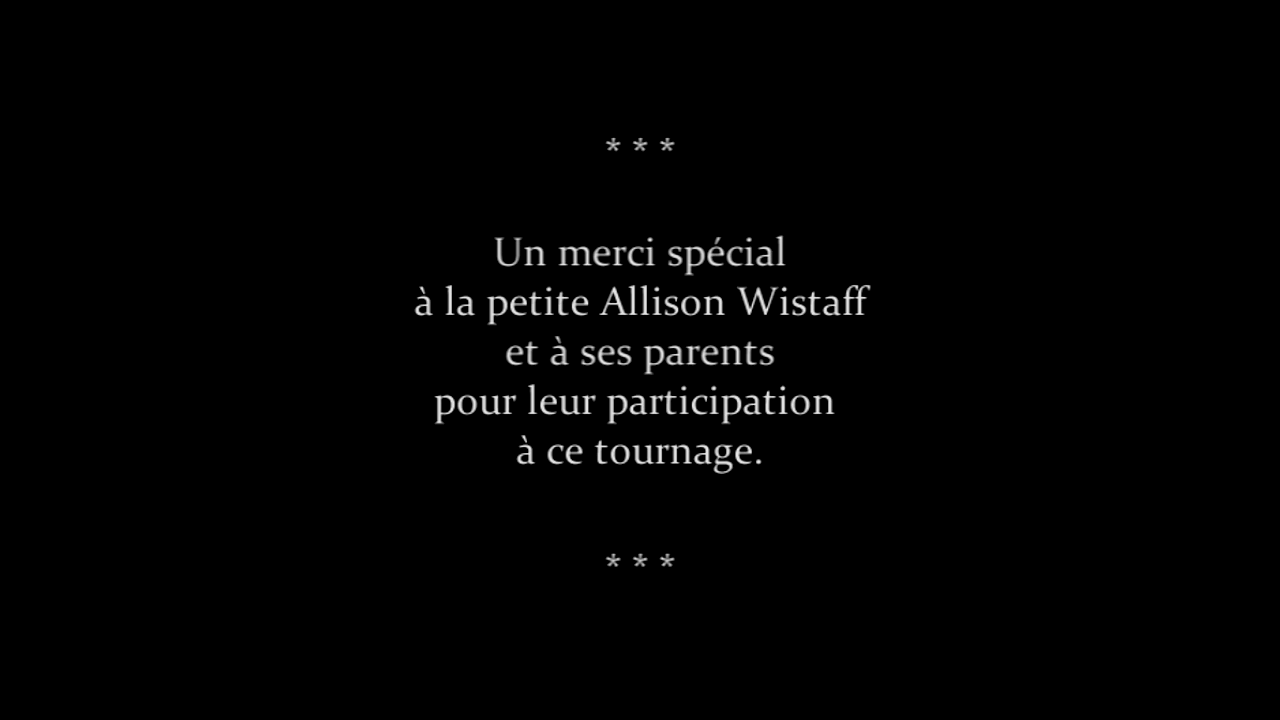 * * *
Un merci spécial
à la petite Allison Wistaff
et à ses parents
pour leur participation
à ce tournage.
* * *